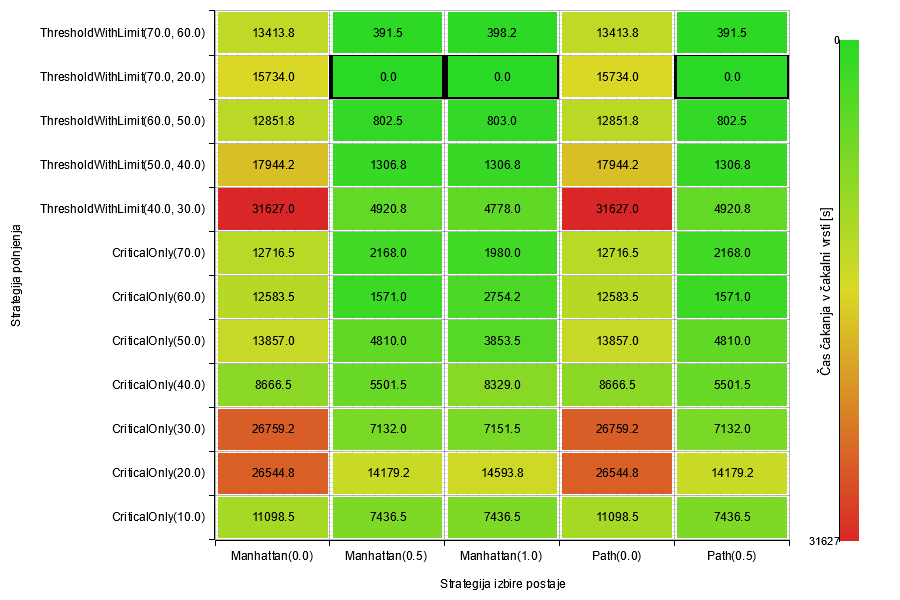 ThresholdWithLimit(70.0, 60.0) 13413.8 391.5 398.2 13413.8 391.5
ThresholdWithLimit(70.0, 20.0) 15734.0 0.0 0.0 15734.0 0.0
ThresholdWithLimit(60.0, 50.0) 12851.8 802.5 803.0 12851.8 802.5
ThresholdWithLimit(50.0, 40.0) 17944.2 1306.8 1306.8 17944.2 1306.8
ThresholdWithLimit(40.0, 30.0) 31627.0 4920.8 4778.0 31627.0 4920.8
CriticalOnly(70.0) 12716.5 2168.0 1980.0 12716.5 2168.0
CriticalOnly(60.0) 12583.5 1571.0 2754.2 12583.5 1571.0
CriticalOnly(50.0) 13857.0 4810.0 3853.5 13857.0 4810.0
CriticalOnly(40.0) 8666.5 5501.5 8329.0 8666.5 5501.5
CriticalOnly(30.0) 26759.2 7132.0 7151.5 26759.2 7132.0
CriticalOnly(20.0) 26544.8 14179.2 14593.8 26544.8 14179.2
CriticalOnly(10.0) 11098.5 7436.5 7436.5 11098.5 7436.5
Manhattan(0.0) Manhattan(0.5) Manhattan(1.0) Path(0.0) Path(0.5)
Strategija izbire postaje
Strategija polnjenja
0
31627
Čas čakanja v čakalni vrsti [s]